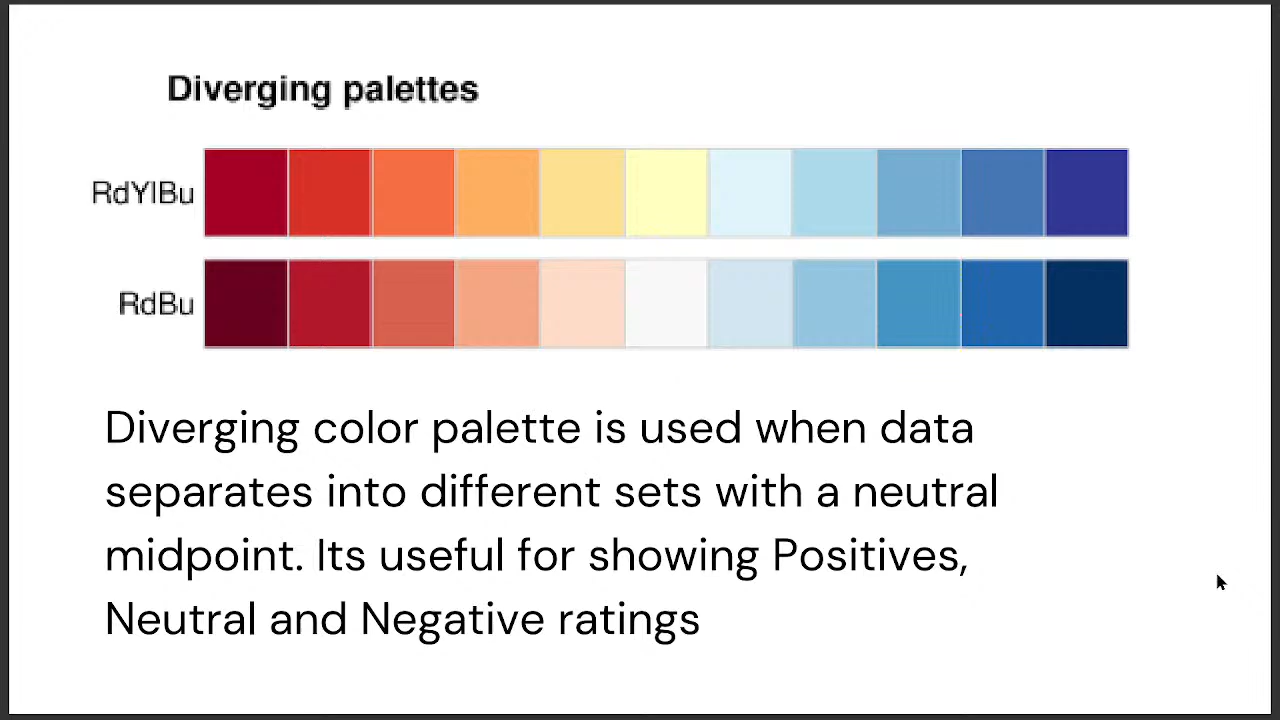 Diverging palettes
RdYlBu
RdBu
Diverging color palette is used when data
separates into different sets with a neutral
midpoint. Its useful for showing Positives,
Neutral and Negative ratings